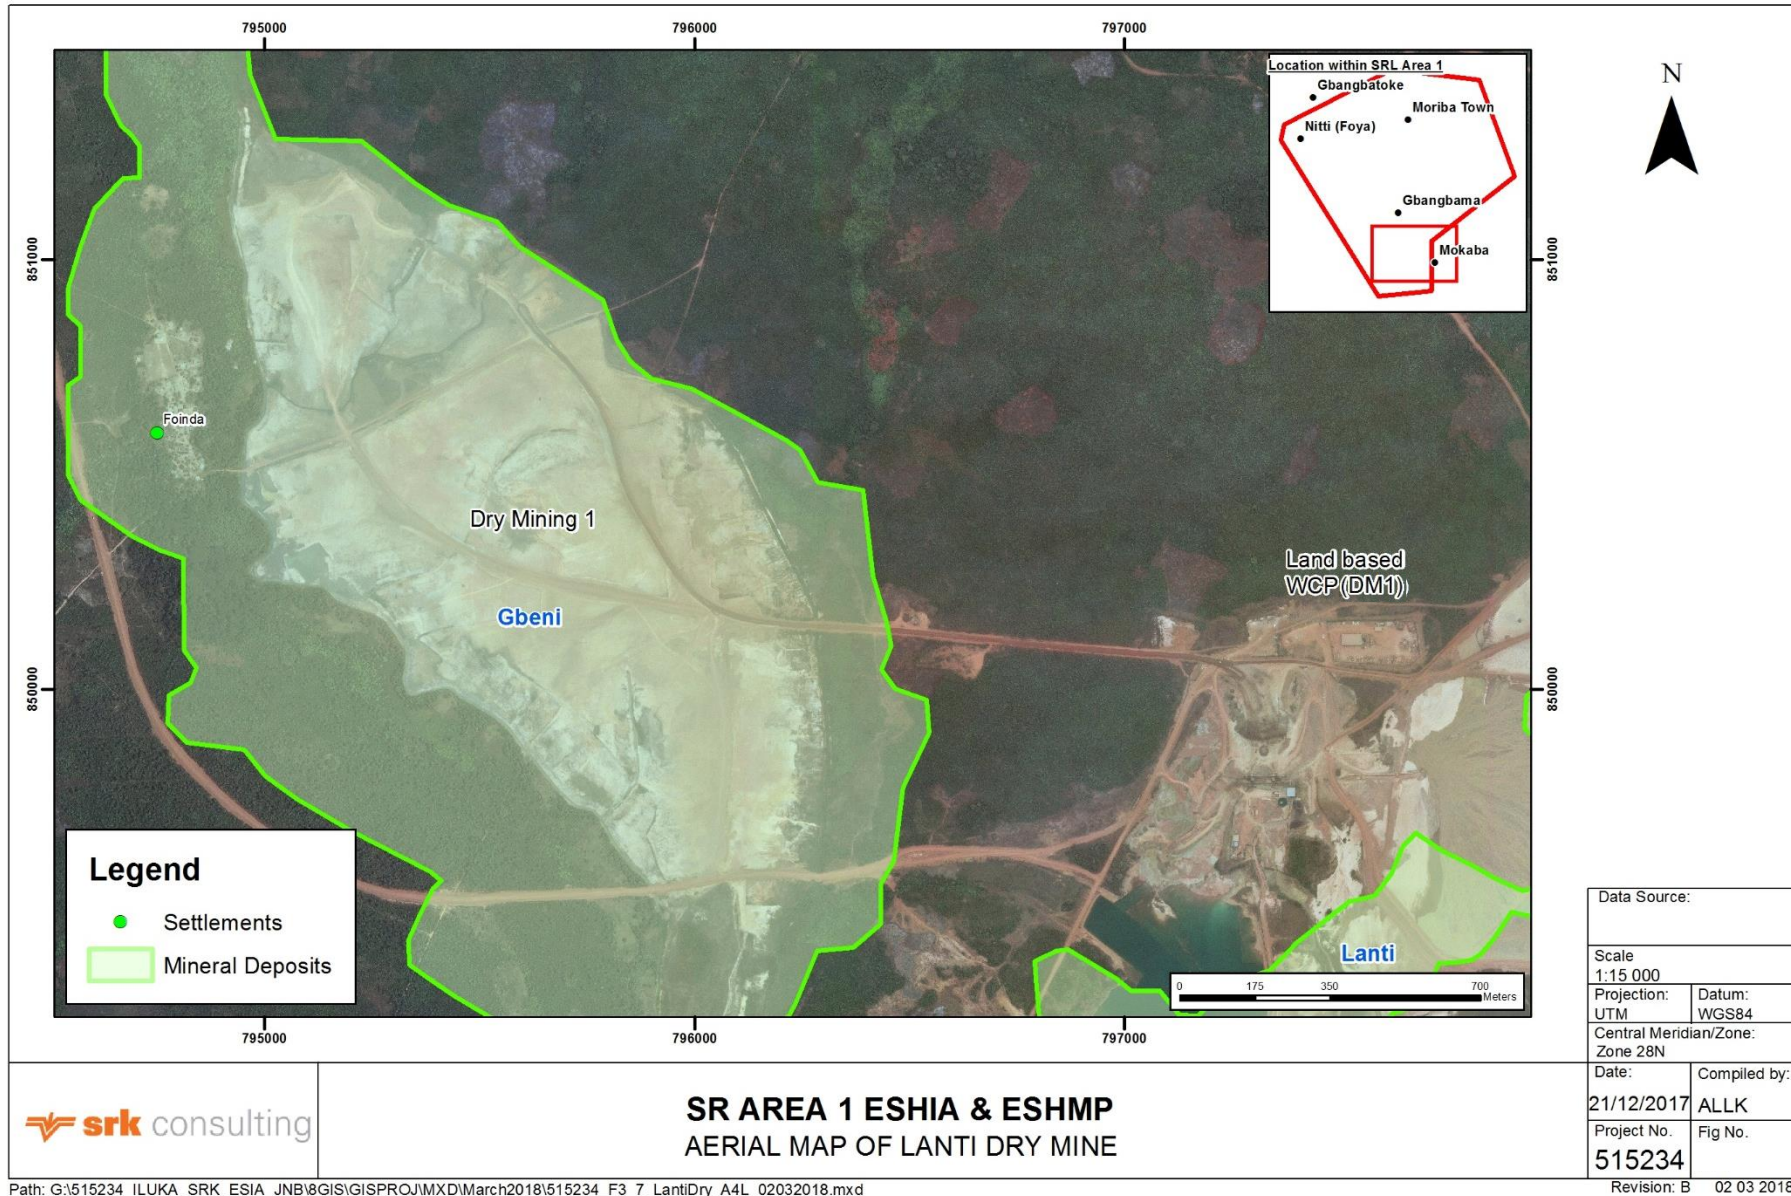 795000
796000
797000
Location within SRL Area 1
Gbangbatoke
Moriba Town
Nitti (Foya)
Gbangbama
Mokaba
N
851000
851000
Foinda
Dry Mining 1
Land based
WCP (DM1)
Gbeni
850000
850000
Legend
Settlements
Mineral Deposits
Lanti
0 175 350 700
Meters
795000
796000
797000
Data Source:
Scale
1:15 000
Projection:
UTM
Datum:
WGS84
Central Meridian/Zone:
Zone 28N
Date:
21/12/2017
Compiled by:
ALLK
Project No.
515234
Fig No.
srk consulting
SR AREA 1 ESHIA & ESHMP
AERIAL MAP OF LANTI DRY MINE
Path: G:\515234_ILUKA_SRK_ESIA_JNB\8GIS\GISPROJ\MXD\March2018\515234_F3_7_LantiDry_A4L_02032018.mxd
Revision: B 02 03 2018